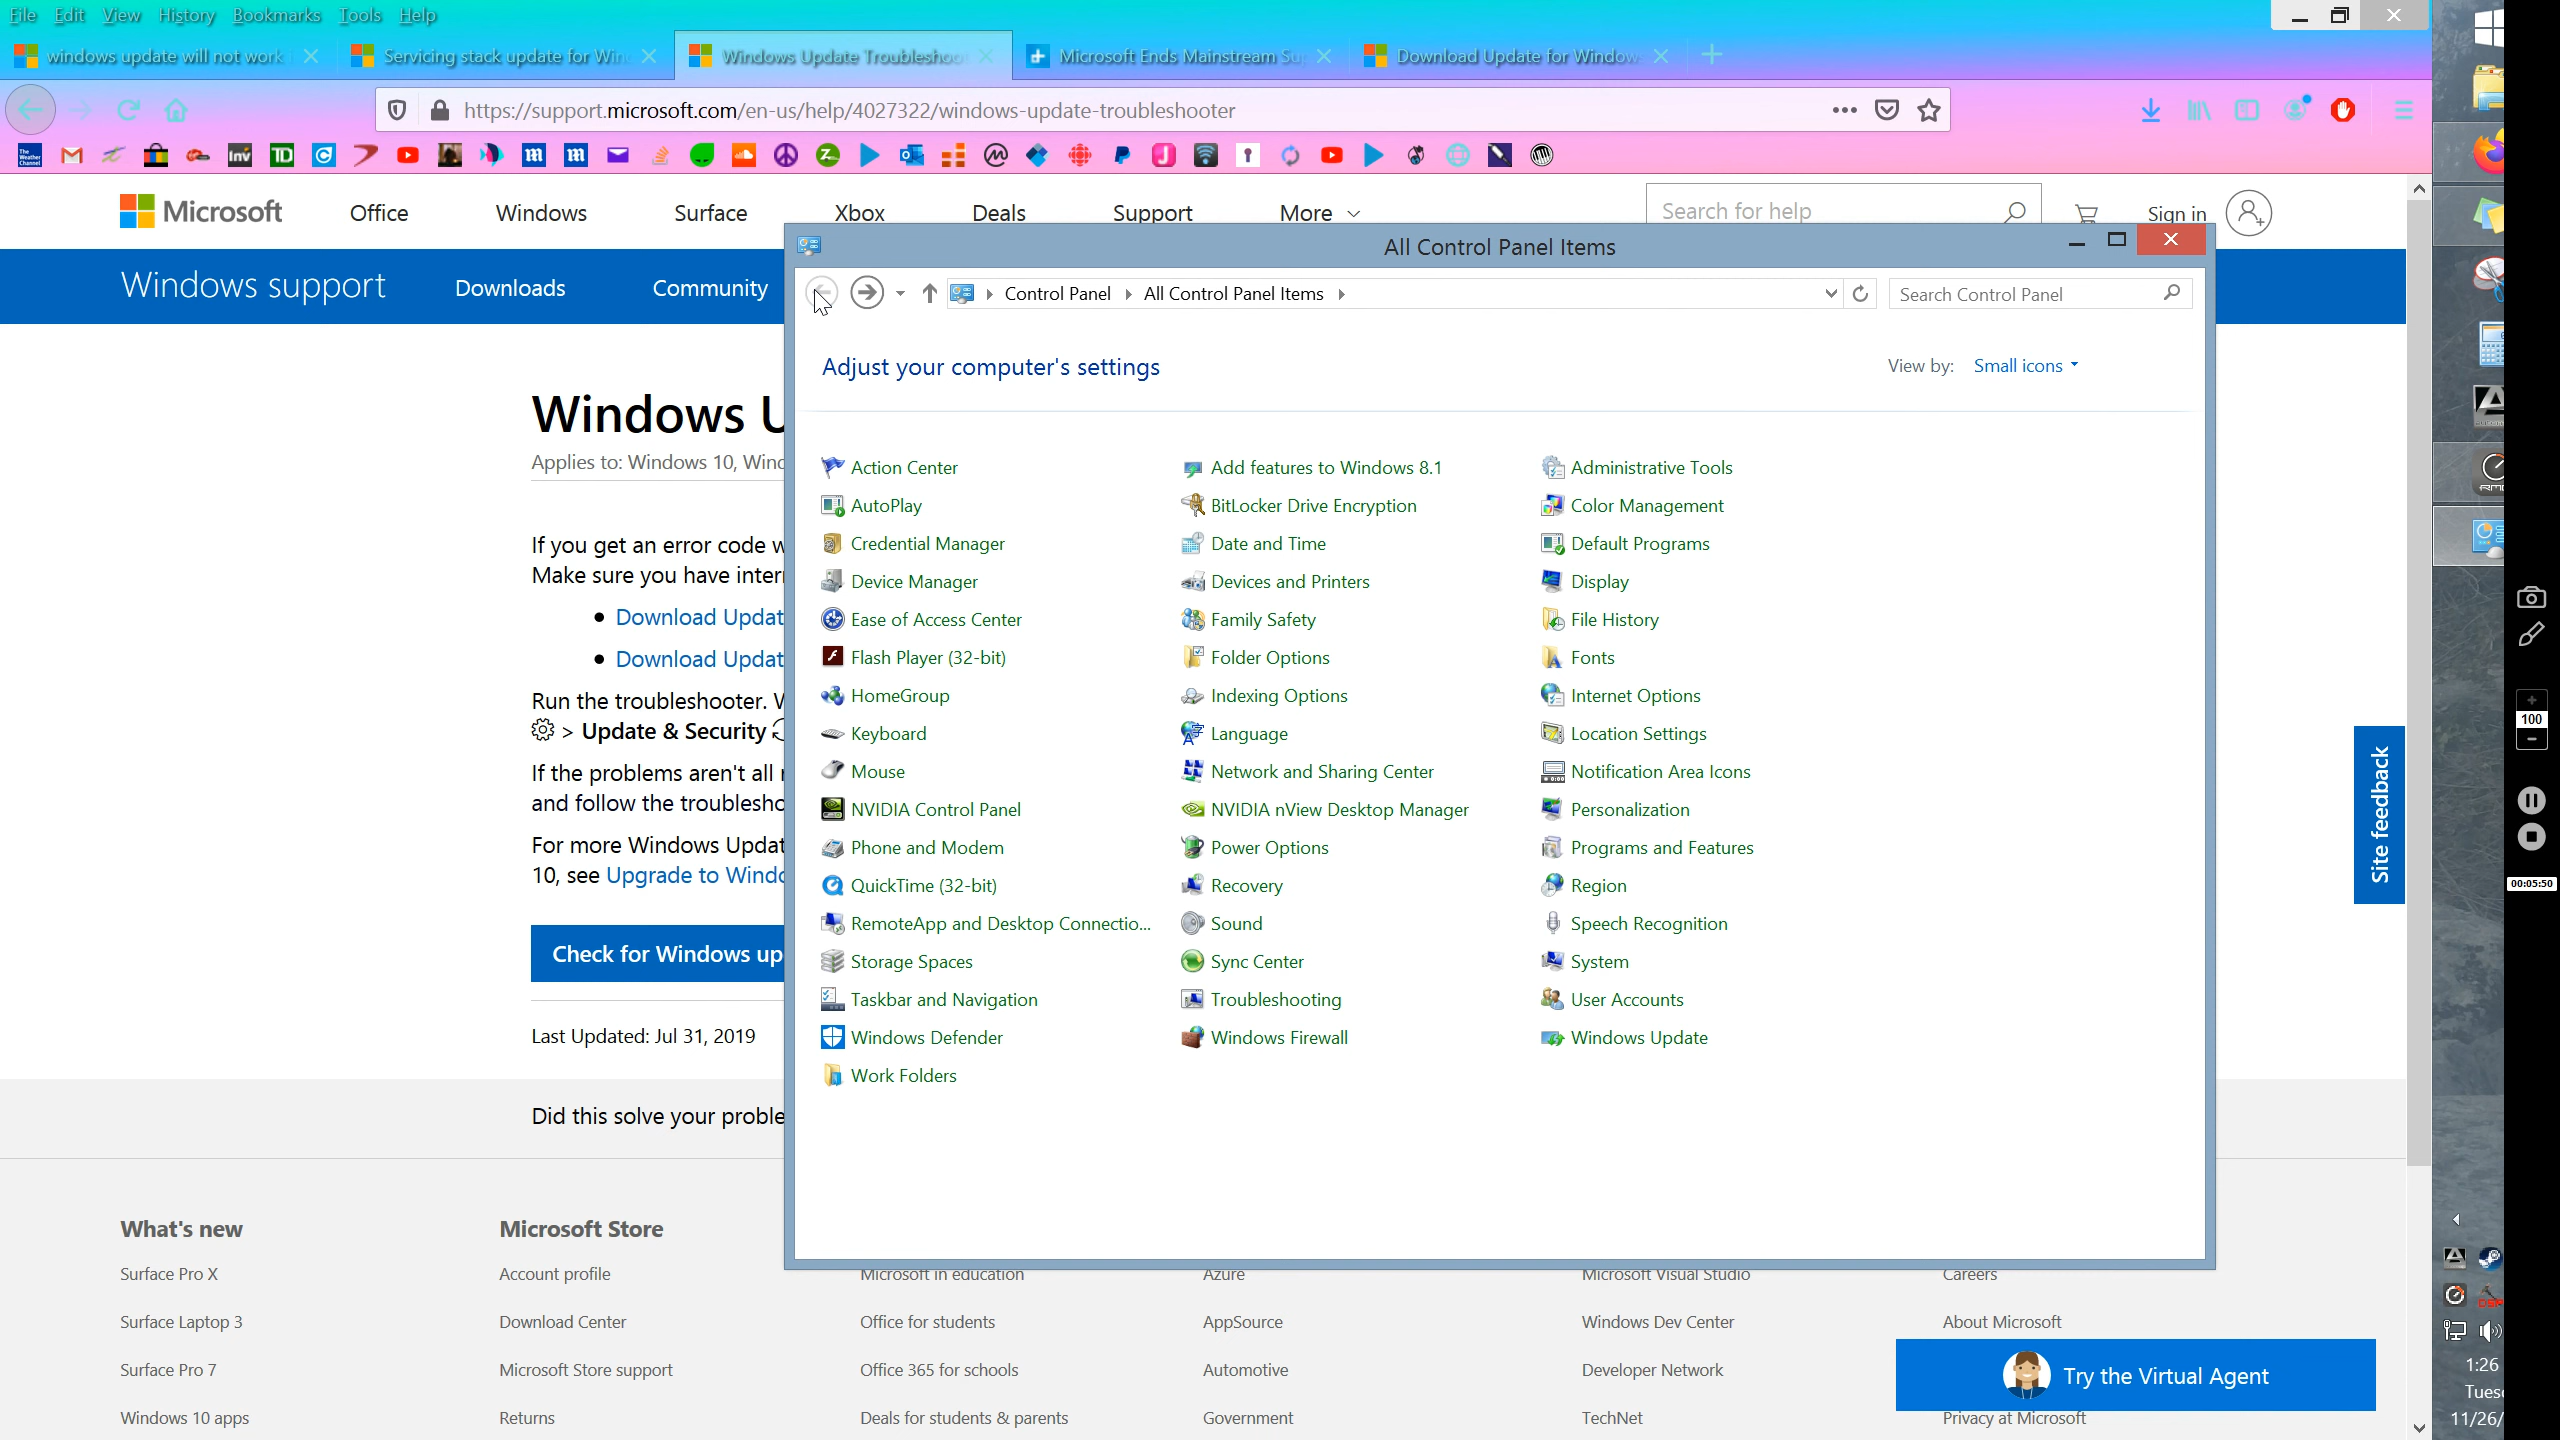 File Edit View History Bookmarks Tools Help
windows update will not work
Servicing stack update for Win
Windows Update Troubleshoot
Microsoft Ends Mainstream Su
Download Update for Window
https://support.microsoft.com/en-us/help/4027322/windows-update-troubleshooter
Microsoft Office Windows Surface Xbox Deals Support More Search for help Sign in
Windows support Downloads Community
All Control Panel Items
Control Panel All Control Panel Items Search Control Panel
Adjust your computer's settings View by: Small icons
Windows U
Applies to: Windows 10, Wind
If you get an error code w
Make sure you have inter
Download Updat
Download Updat
Run the troubleshooter. W
> Update & Security
If the problems aren't all r
and follow the troublesho
For more Windows Updat
10, see Upgrade to Windo
Check for Windows up
Last Updated: Jul 31, 2019
Did this solve your proble
Action Center Add features to Windows 8.1 Administrative Tools
AutoPlay BitLocker Drive Encryption Color Management
Credential Manager Date and Time Default Programs
Device Manager Devices and Printers Display
Ease of Access Center Family Safety File History
Flash Player (32-bit) Folder Options Fonts
HomeGroup Indexing Options Internet Options
Keyboard Language Location Settings
Mouse Network and Sharing Center Notification Area Icons
NVIDIA Control Panel NVIDIA nView Desktop Manager Personalization
Phone and Modem Power Options Programs and Features
QuickTime (32-bit) Recovery Region
RemoteApp and Desktop Connectio... Sound Speech Recognition
Storage Spaces Sync Center System
Taskbar and Navigation Troubleshooting User Accounts
Windows Defender Windows Firewall Windows Update
Work Folders
Site feedback
100
00:05:50
What's new Microsoft Store
Surface Pro X Account profile Microsoft in education Azure Microsoft Visual Studio Careers
Surface Laptop 3 Download Center Office for students AppSource Windows Dev Center About Microsoft
Surface Pro 7 Microsoft Store support Office 365 for schools Automotive Developer Network
Try the Virtual Agent
Windows 10 apps Returns Deals for students & parents Government TechNet Privacy at Microsoft
1:26
Tues
11/26/